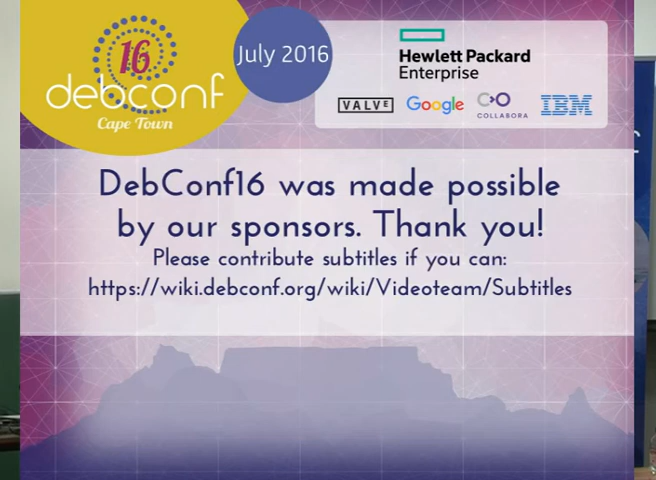 16
debconf
Cape Town
July 2016
Hewlett Packard
Enterprise
VALVE
Google
COLLABORA
IBM
DebConf16 was made possible
by our sponsors. Thank you!
Please contribute subtitles if you can:
https://wiki.debconf.org/wiki/Videoteam/Subtitles